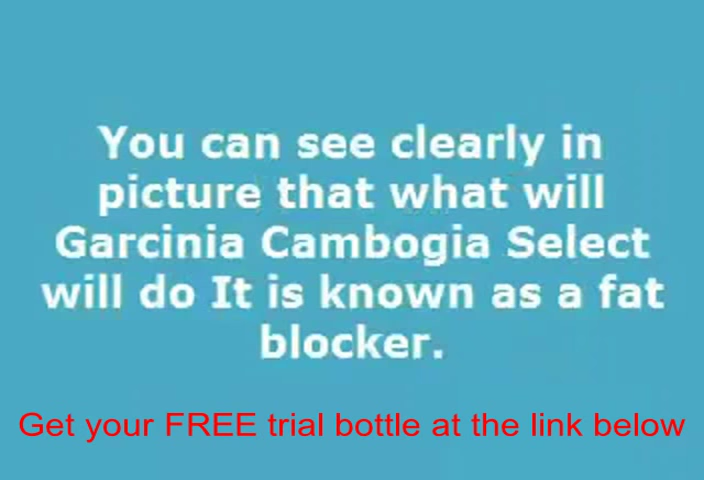 You can see clearly in
picture that what will
Garcinia Cambogia Select
will do It is known as a fat
blocker.
Get your FREE trial bottle at the link below